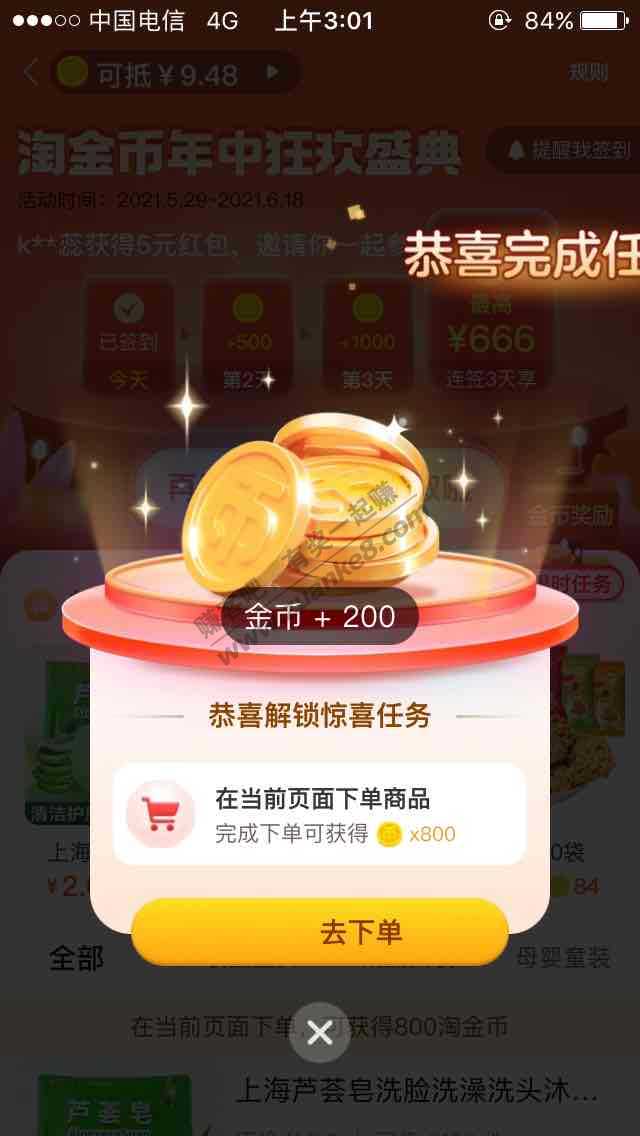 中国电信 4G 上午3:01 84%
可抵￥9.48 规则
淘金币年中狂欢盛典
提醒我签到
活动时间：2021.5.29-2021.6.18
k**蕊获得5元红包、邀请你一起参
恭喜完成任
已签到 +500 +1000 最高
¥666
今天 第2天 第3天 连签3天享
金币奖励
时任务
金币 + 200
赚客吧 有奖一起赚
www.zuanke8.com
恭喜解锁惊喜任务
在当前页面下单商品
完成下单可获得 x800
清洁护
上海 0袋
¥2. 84
去下单
全部 母婴童装
在当前页面下单，可获得800淘金币
上海芦荟皂洗脸洗澡洗头沐...
芦荟皂